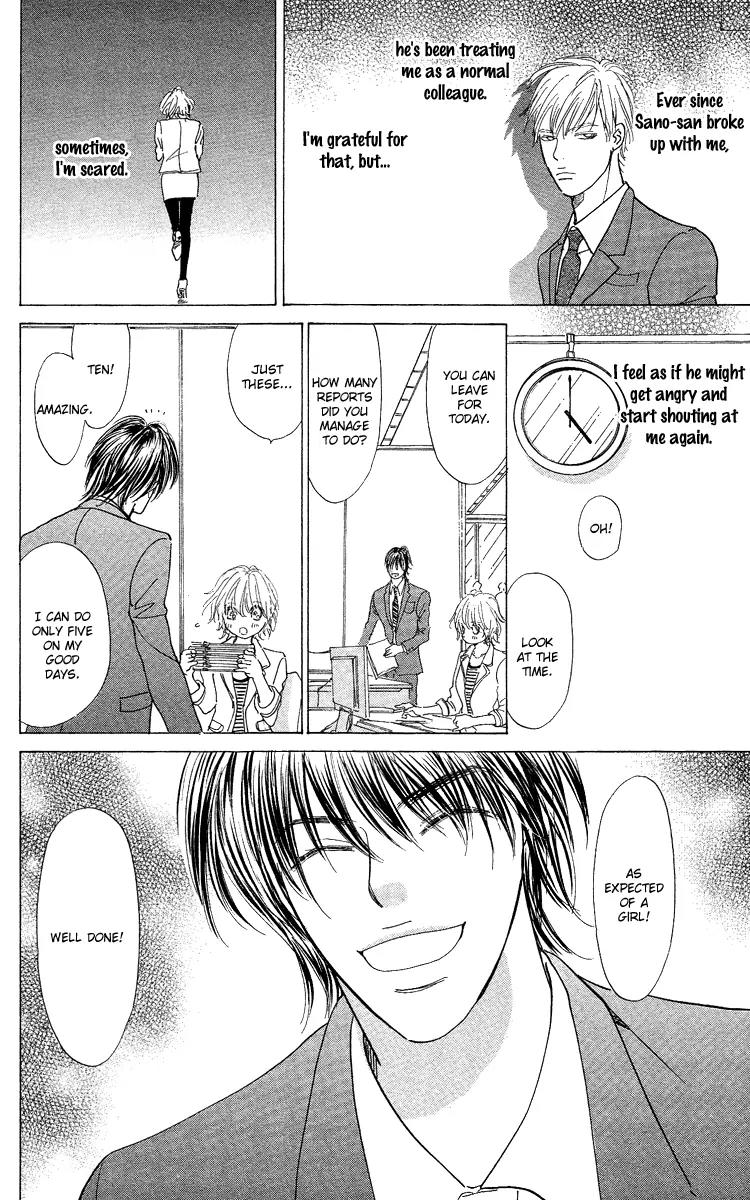 Ever since
Sano-san broke
up with me,
he's been treating
me as a normal
colleague.
I'm grateful for
that, but...
sometimes,
I'm scared.
I feel as if he might
get angry and
start shouting at
me again.
OH!
LOOK
AT THE
TIME.
YOU CAN
LEAVE
FOR
TODAY.
HOW MANY
REPORTS
DID YOU
MANAGE
TO DO?
JUST
THESE...
TEN!
AMAZING.
I CAN DO
ONLY FIVE
ON MY
GOOD
DAYS.
AS
EXPECTED
OF A
GIRL!
WELL DONE!